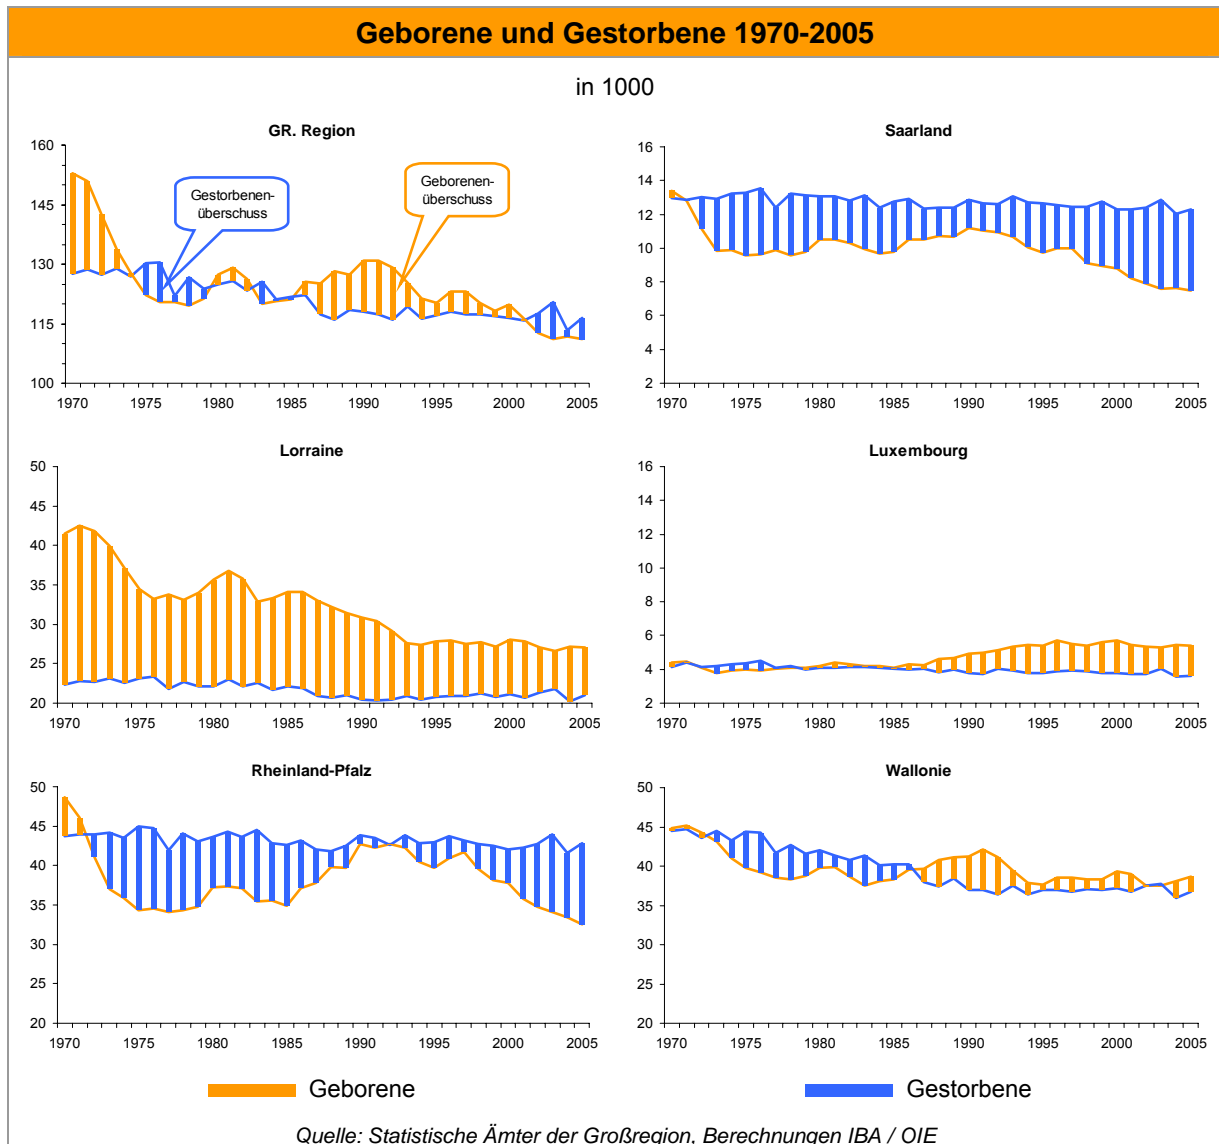 Geborene und Gestorbene 1970-2005
in 1000
GR. Region
160
145
130
115
100
1970 1975 1980 1985 1990 1995 2000 2005
Gestorbenen-
überschuss
Geborenen-
überschuss
Saarland
16
14
12
10
8
6
4
2
1970 1975 1980 1985 1990 1995 2000 2005
Lorraine
50
45
40
35
30
25
20
1970 1975 1980 1985 1990 1995 2000 2005
Luxembourg
16
14
12
10
8
6
4
2
1970 1975 1980 1985 1990 1995 2000 2005
Rheinland-Pfalz
50
45
40
35
30
25
20
1970 1975 1980 1985 1990 1995 2000 2005
Wallonie
50
45
40
35
30
25
20
1970 1975 1980 1985 1990 1995 2000 2005
Geborene
Gestorbene
Quelle: Statistische Ämter der Großregion, Berechnungen IBA / OIE